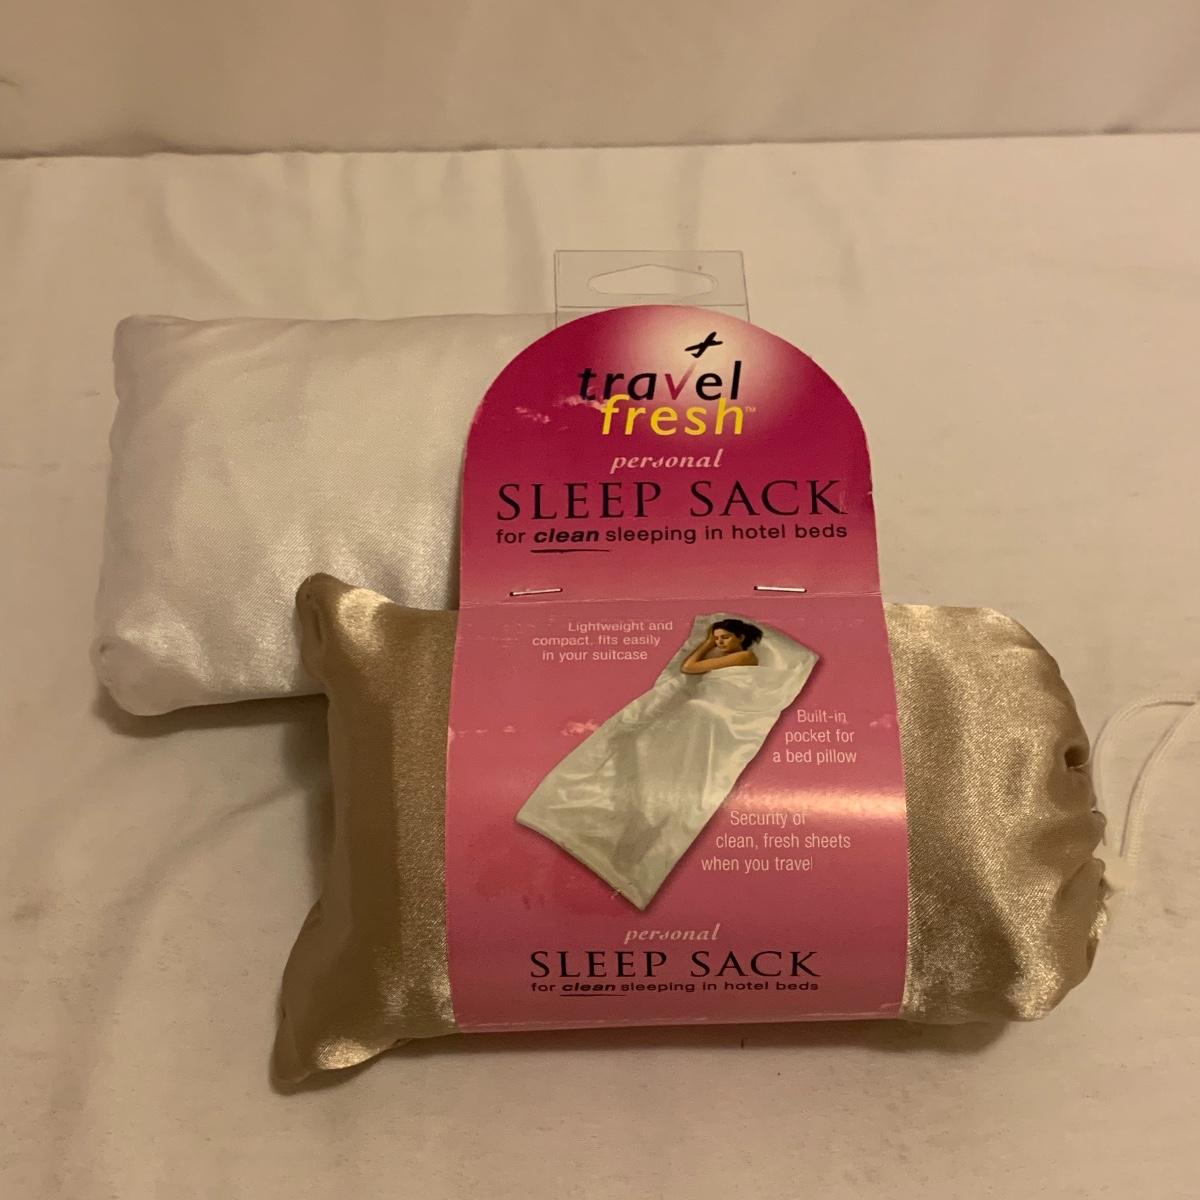 travel
fresh™
personal
SLEEP SACK
for clean sleeping in hotel beds
Lightweight and
compact, fits easily
in your suitcase
Built-in
pocket for
a bed pillow
Security of
clean, fresh sheets
when you travel
personal
SLEEP SACK
for clean sleeping in hotel beds